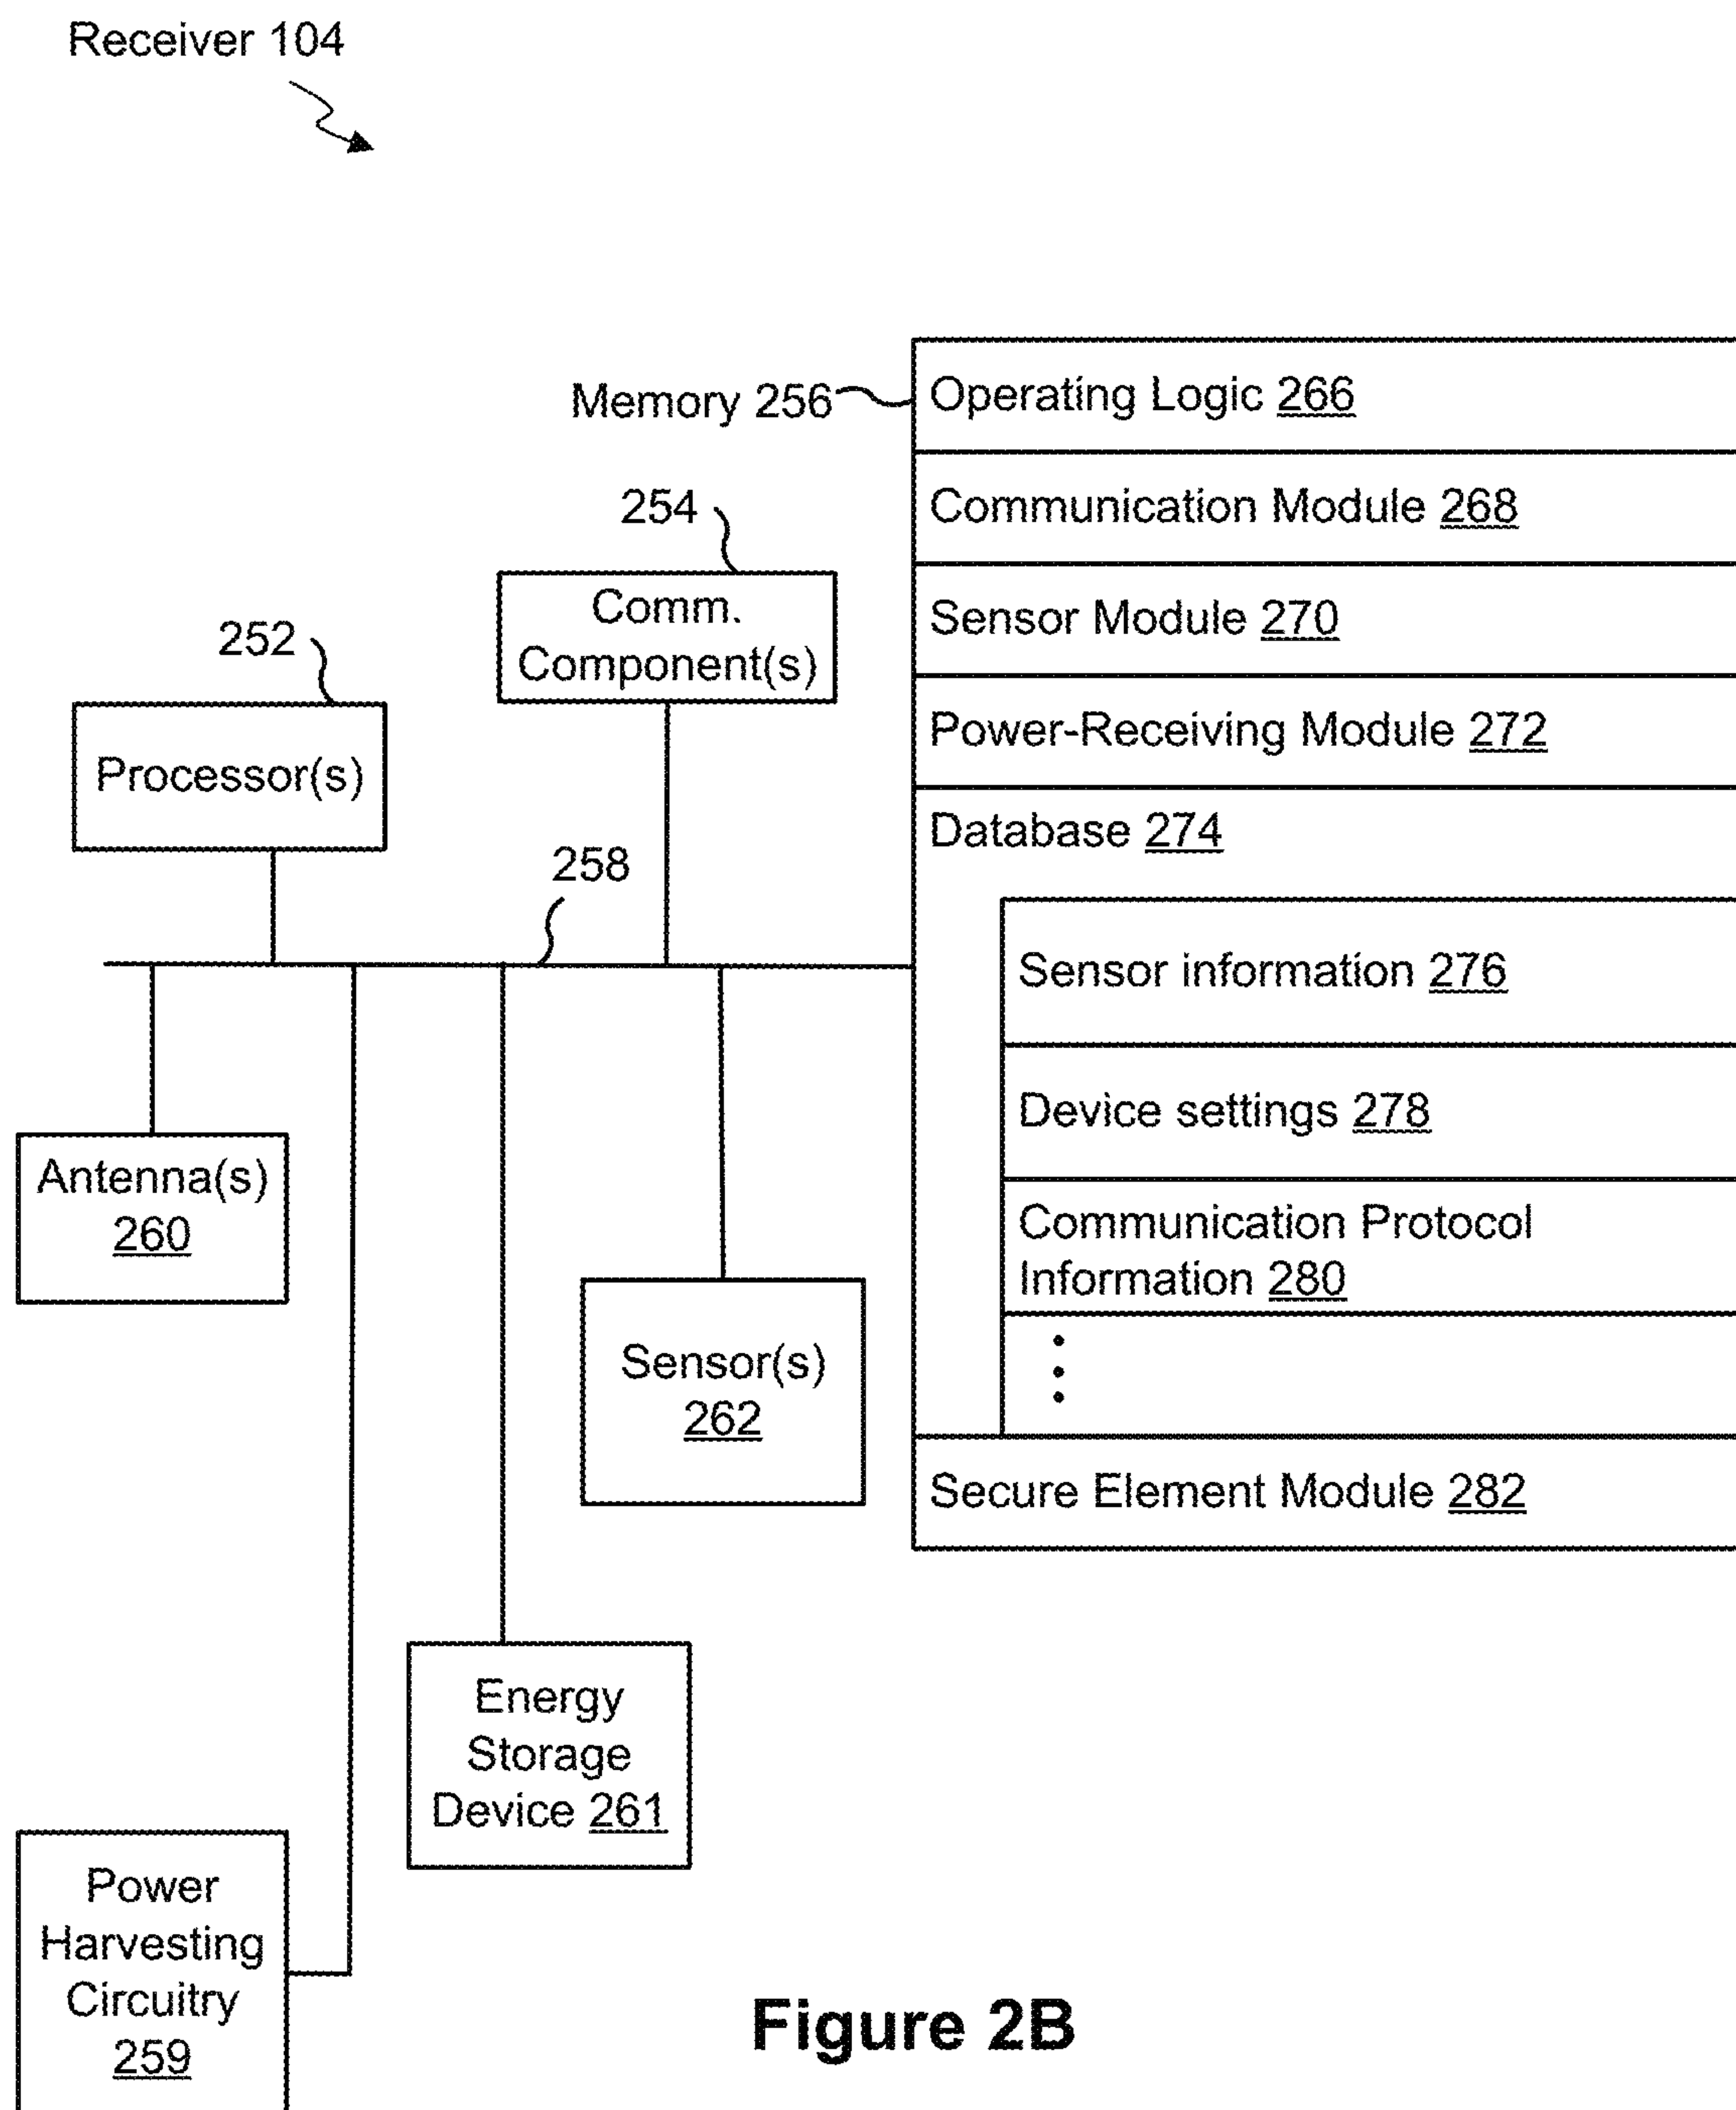 Receiver 104
Memory 256
Operating Logic 266
Communication Module 268
Sensor Module 270
Power-Receiving Module 272
Database 274
Sensor information 276
Device settings 278
Communication Protocol
Information 280
Secure Element Module 282
254
Comm.
Component(s)
252
Processor(s)
258
Antenna(s)
260
Sensor(s)
262
Energy
Storage
Device 261
Power
Harvesting
Circuitry
259
Figure 2B